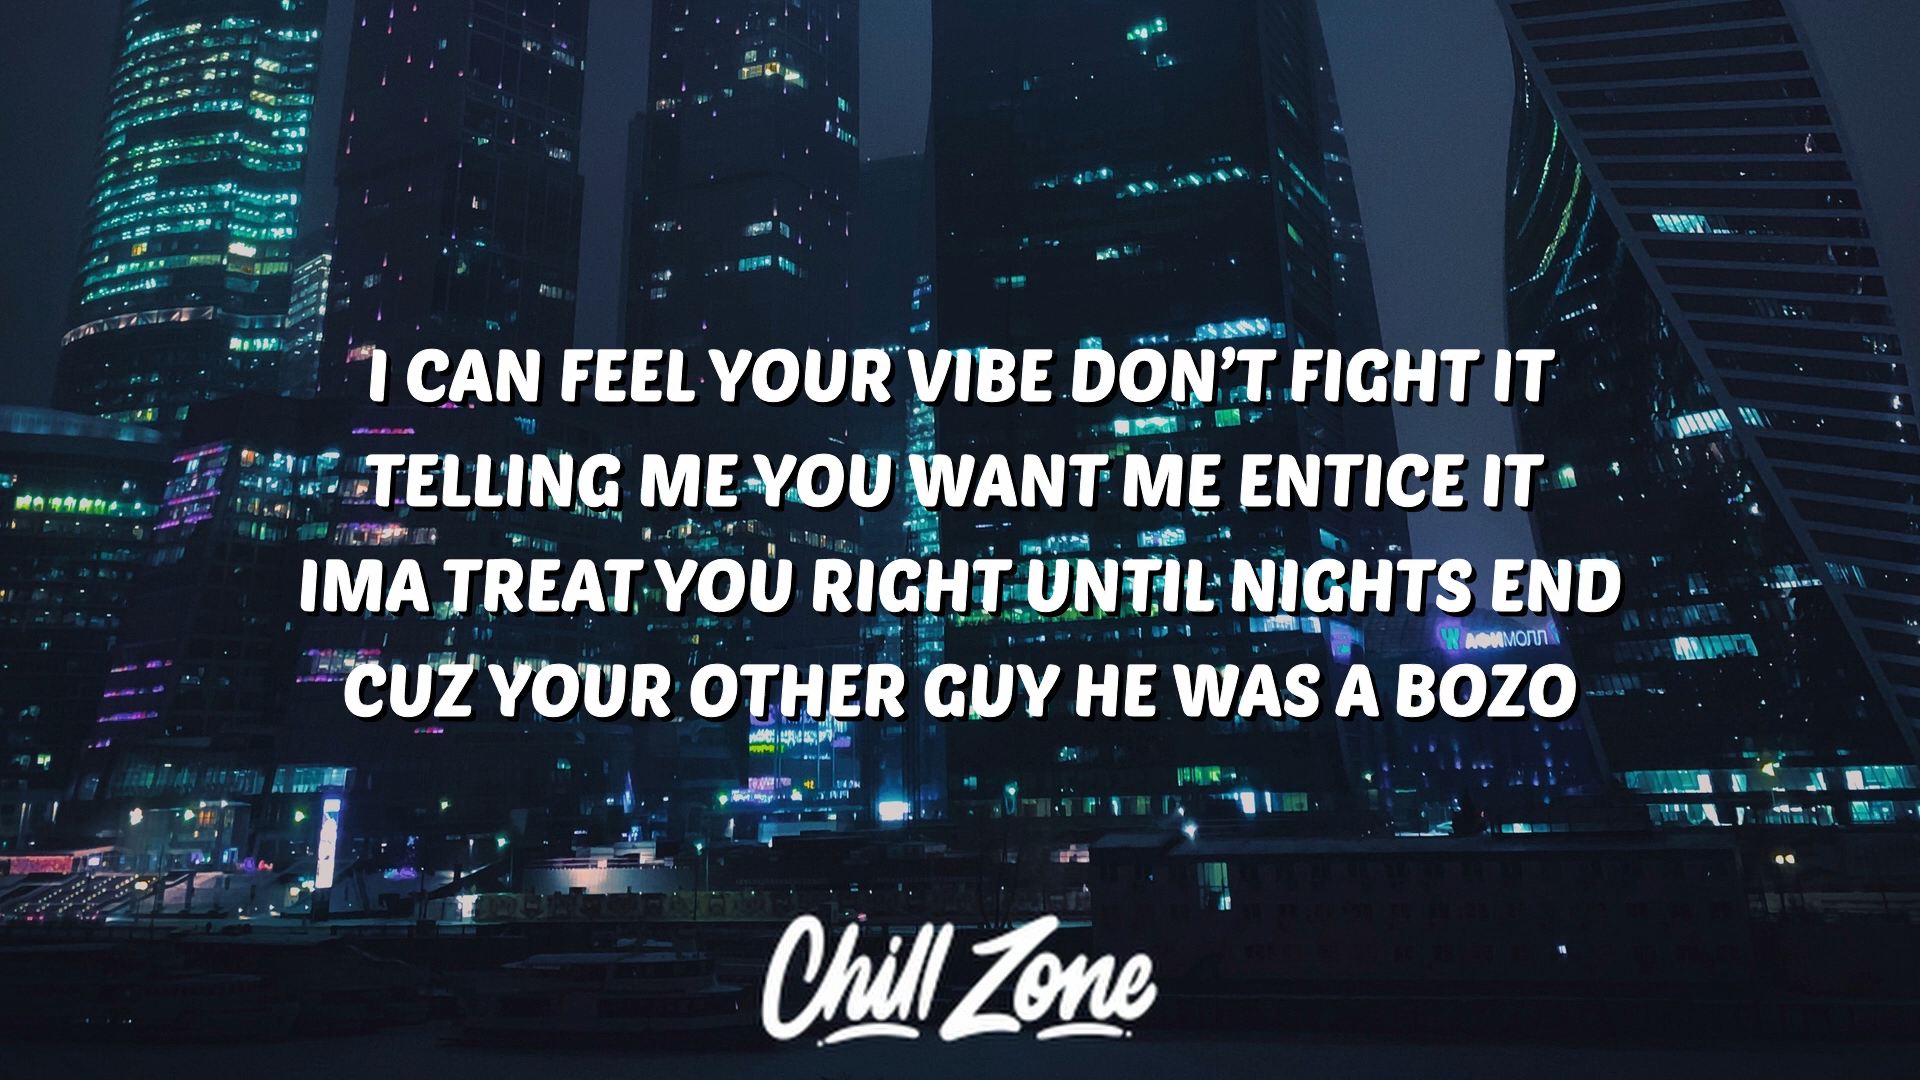 I CAN FEEL YOUR VIBE DON’T FIGHT IT
TELLING ME YOU WANT ME ENTICE IT
IMA TREAT YOU RIGHT UNTIL NIGHTS END
АФИМОЛЛ
CUZ YOUR OTHER GUY HE WAS A BOZO
Chill Zone